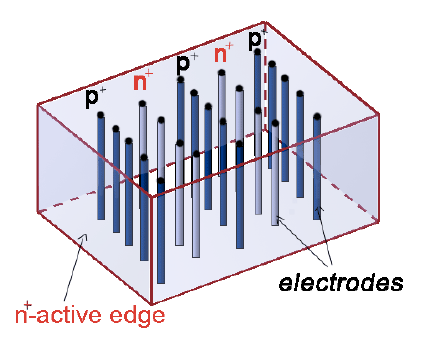 p⁺ n⁺ p⁺ n⁺ p⁺
electrodes
n⁺-active edge